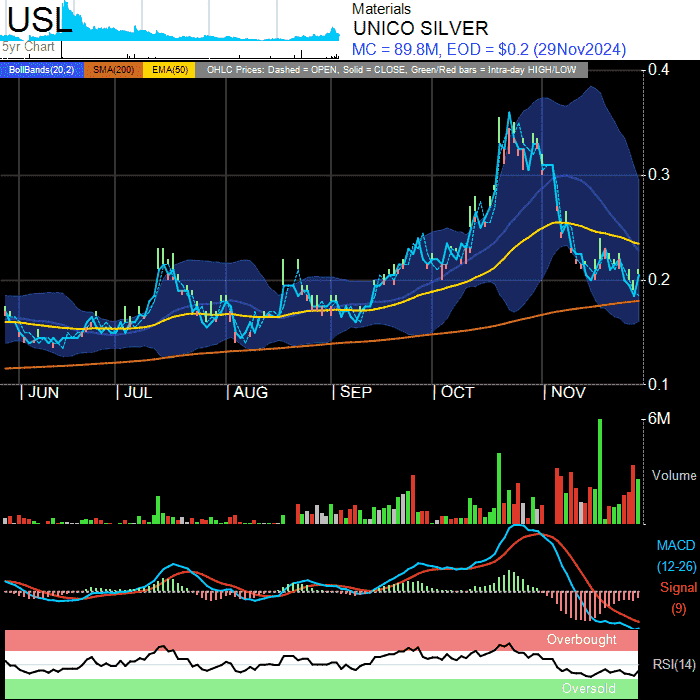 USL
5yr Chart
Materials
UNICO SILVER
MC = 89.8M, EOD = $0.2 (29Nov2024)
BollBands(20,2) SMA(200) EMA(50) OHLC Prices: Dashed = OPEN, Solid = CLOSE, Green/Red bars = Intra-day HIGH/LOW
0.4
0.3
0.2
0.1
JUN JUL AUG SEP OCT NOV
6M
Volume
MACD
(12-26)
Signal
(9)
Overbought
RSI(14)
Oversold